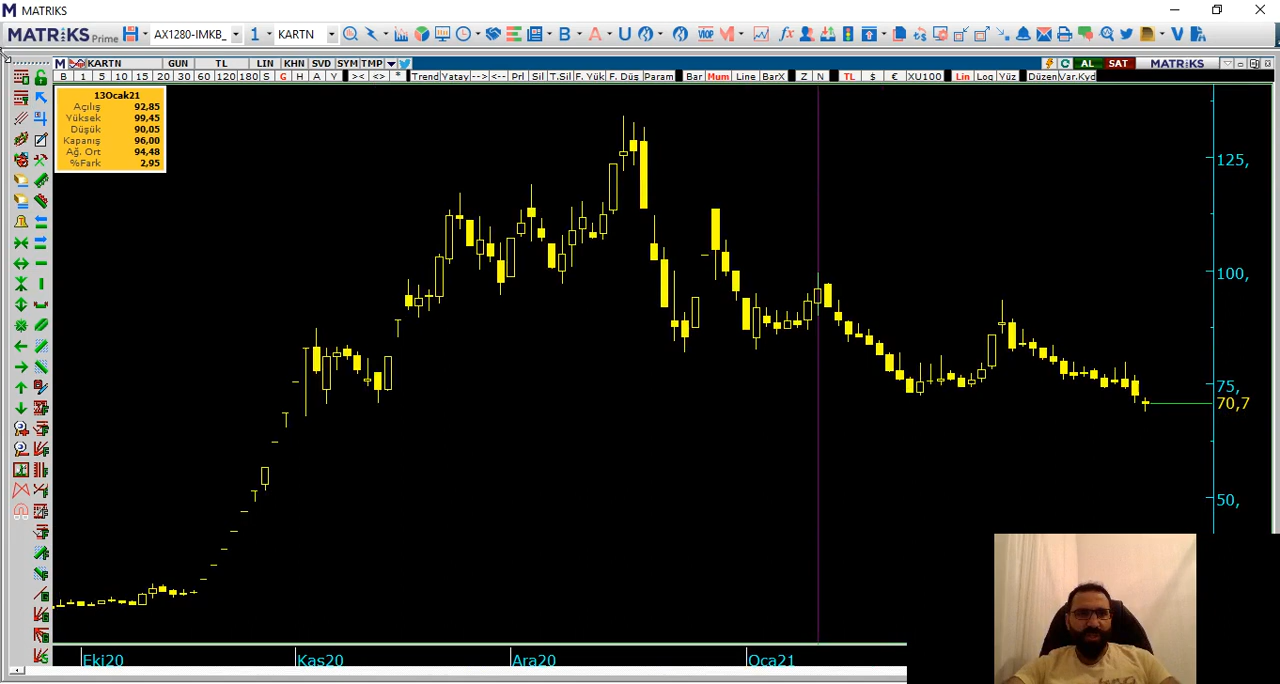 MATRIKS
MATRIKS Prime AX1280-IMKB_ 1 KARTN B A U VIOP M fx V
M KARTN GUN TL LIN KHN SVD SYM TMP AL SAT MATRIKS
B 1 5 10 15 20 30 60 120 180 S G H A Y >< <> * Trend Yatay --> <-- Prl Sil T.Sil F. Yük F. Düş Param Bar Mum Line BarX Z N TL $ € XU100 Lin Log Yüz Düzen Var.Kyd
13Ocak21
Açılış 92,85
Yüksek 99,45
Düşük 90,05
Kapanış 96,00
Ağ. Ort 94,48
%Fark 2,95
125,
100,
75,
70,7
50,
Eki20 Kas20 Ara20 Oca21